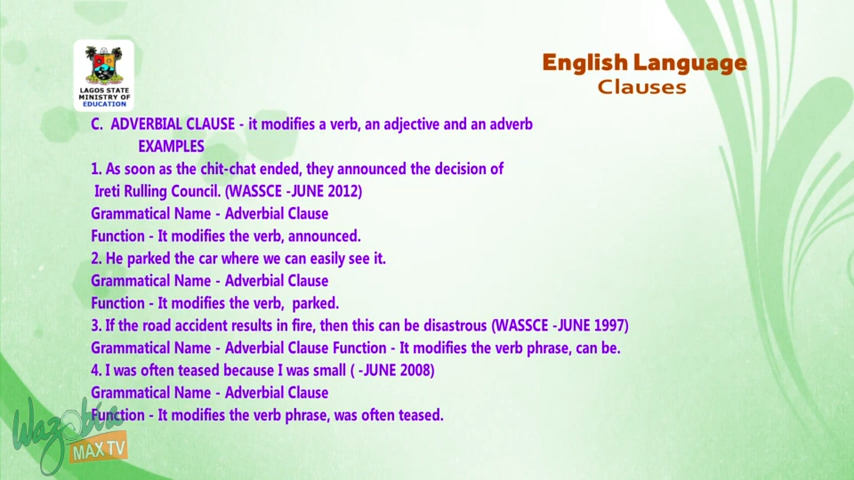 LAGOS STATE
MINISTRY OF
EDUCATION
English Language
Clauses
C. ADVERBIAL CLAUSE - it modifies a verb, an adjective and an adverb
EXAMPLES
1. As soon as the chit-chat ended, they announced the decision of
Ireti Rulling Council. (WASSCE -JUNE 2012)
Grammatical Name - Adverbial Clause
Function - It modifies the verb, announced.
2. He parked the car where we can easily see it.
Grammatical Name - Adverbial Clause
Function - It modifies the verb, parked.
3. If the road accident results in fire, then this can be disastrous (WASSCE -JUNE 1997)
Grammatical Name - Adverbial Clause Function - It modifies the verb phrase, can be.
4. I was often teased because I was small ( -JUNE 2008)
Grammatical Name - Adverbial Clause
Function - It modifies the verb phrase, was often teased.
Wazobia
MAX TV